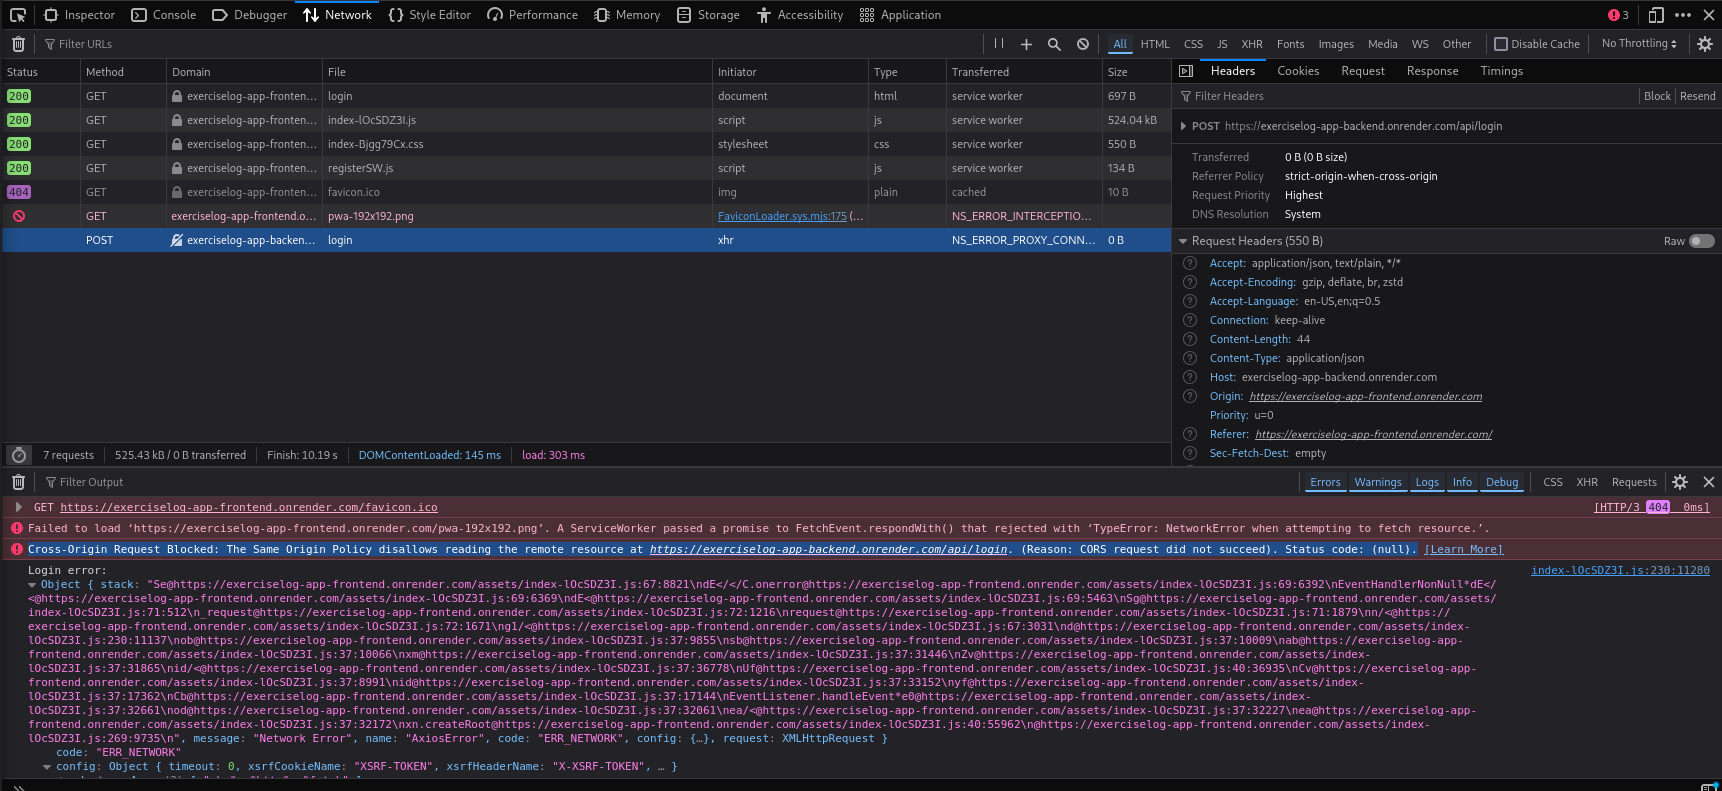 Inspector Console Debugger Network Style Editor Performance Memory Storage Accessibility Application 3
Filter URLs All HTML CSS JS XHR Fonts Images Media WS Other Disable Cache No Throttling
Status Method Domain File Initiator Type Transferred Size
200 GET exerciselog-app-fronten... login document html service worker 697 B
200 GET exerciselog-app-fronten... index-lOcSDZ3I.js script js service worker 524.04 kB
200 GET exerciselog-app-fronten... index-Bjgg79Cx.css stylesheet css service worker 550 B
200 GET exerciselog-app-fronten... registerSW.js script js service worker 134 B
404 GET exerciselog-app-fronten... favicon.ico img plain cached 10 B
GET exerciselog-app-frontend.o... pwa-192x192.png FaviconLoader.sys.mjs:175 (... NS_ERROR_INTERCEPTIO...
POST exerciselog-app-backen... login xhr NS_ERROR_PROXY_CONN... 0 B
7 requests 525.43 kB / 0 B transferred Finish: 10.19 s DOMContentLoaded: 145 ms load: 303 ms
Headers Cookies Request Response Timings
Filter Headers Block Resend
POST https://exerciselog-app-backend.onrender.com/api/login
Transferred 0 B (0 B size)
Referrer Policy strict-origin-when-cross-origin
Request Priority Highest
DNS Resolution System
Request Headers (550 B) Raw
Accept: application/json, text/plain, */*
Accept-Encoding: gzip, deflate, br, zstd
Accept-Language: en-US,en;q=0.5
Connection: keep-alive
Content-Length: 44
Content-Type: application/json
Host: exerciselog-app-backend.onrender.com
Origin: https://exerciselog-app-frontend.onrender.com
Priority: u=0
Referer: https://exerciselog-app-frontend.onrender.com/
Sec-Fetch-Dest: empty
Filter Output Errors Warnings Logs Info Debug CSS XHR Requests
GET https://exerciselog-app-frontend.onrender.com/favicon.ico [HTTP/3 404 0ms]
Failed to load ‘https://exerciselog-app-frontend.onrender.com/pwa-192x192.png’. A ServiceWorker passed a promise to FetchEvent.respondWith() that rejected with ‘TypeError: NetworkError when attempting to fetch resource.’.
Cross-Origin Request Blocked: The Same Origin Policy disallows reading the remote resource at https://exerciselog-app-backend.onrender.com/api/login. (Reason: CORS request did not succeed). Status code: (null). [Learn More]
Login error: index-lOcSDZ3I.js:230:11280
Object { stack: "Se@https://exerciselog-app-frontend.onrender.com/assets/index-lOcSDZ3I.js:67:8821\ndE</</C.onerror@https://exerciselog-app-frontend.onrender.com/assets/index-lOcSDZ3I.js:69:6392\nEventHandlerNonNull*dE</
<@https://exerciselog-app-frontend.onrender.com/assets/index-lOcSDZ3I.js:69:6369\ndE<@https://exerciselog-app-frontend.onrender.com/assets/index-lOcSDZ3I.js:69:5463\nSg@https://exerciselog-app-frontend.onrender.com/assets/
index-lOcSDZ3I.js:71:512\n_request@https://exerciselog-app-frontend.onrender.com/assets/index-lOcSDZ3I.js:72:1216\nrequest@https://exerciselog-app-frontend.onrender.com/assets/index-lOcSDZ3I.js:71:1879\nn/<@https://
exerciselog-app-frontend.onrender.com/assets/index-lOcSDZ3I.js:72:1671\ng1/<@https://exerciselog-app-frontend.onrender.com/assets/index-lOcSDZ3I.js:67:3031\nd@https://exerciselog-app-frontend.onrender.com/assets/index-
lOcSDZ3I.js:230:11137\nob@https://exerciselog-app-frontend.onrender.com/assets/index-lOcSDZ3I.js:37:9855\nsb@https://exerciselog-app-frontend.onrender.com/assets/index-lOcSDZ3I.js:37:10009\nab@https://exerciselog-app-
frontend.onrender.com/assets/index-lOcSDZ3I.js:37:10066\nxm@https://exerciselog-app-frontend.onrender.com/assets/index-lOcSDZ3I.js:37:31446\nZv@https://exerciselog-app-frontend.onrender.com/assets/index-
lOcSDZ3I.js:37:31865\nid/<@https://exerciselog-app-frontend.onrender.com/assets/index-lOcSDZ3I.js:37:36778\nUf@https://exerciselog-app-frontend.onrender.com/assets/index-lOcSDZ3I.js:40:36935\nCv@https://exerciselog-app-
frontend.onrender.com/assets/index-lOcSDZ3I.js:37:8991\nid@https://exerciselog-app-frontend.onrender.com/assets/index-lOcSDZ3I.js:37:33152\nyf@https://exerciselog-app-frontend.onrender.com/assets/index-
lOcSDZ3I.js:37:17362\nCb@https://exerciselog-app-frontend.onrender.com/assets/index-lOcSDZ3I.js:37:17144\nEventListener.handleEvent*e0@https://exerciselog-app-frontend.onrender.com/assets/index-
lOcSDZ3I.js:37:32661\nod@https://exerciselog-app-frontend.onrender.com/assets/index-lOcSDZ3I.js:37:32061\nea/<@https://exerciselog-app-frontend.onrender.com/assets/index-lOcSDZ3I.js:37:32227\nea@https://exerciselog-app-
frontend.onrender.com/assets/index-lOcSDZ3I.js:37:32172\nxn.createRoot@https://exerciselog-app-frontend.onrender.com/assets/index-lOcSDZ3I.js:40:55962\n@https://exerciselog-app-frontend.onrender.com/assets/index-
lOcSDZ3I.js:269:9735\n", message: "Network Error", name: "AxiosError", code: "ERR_NETWORK", config: {…}, request: XMLHttpRequest }
code: "ERR_NETWORK"
config: Object { timeout: 0, xsrfCookieName: "XSRF-TOKEN", xsrfHeaderName: "X-XSRF-TOKEN", … }